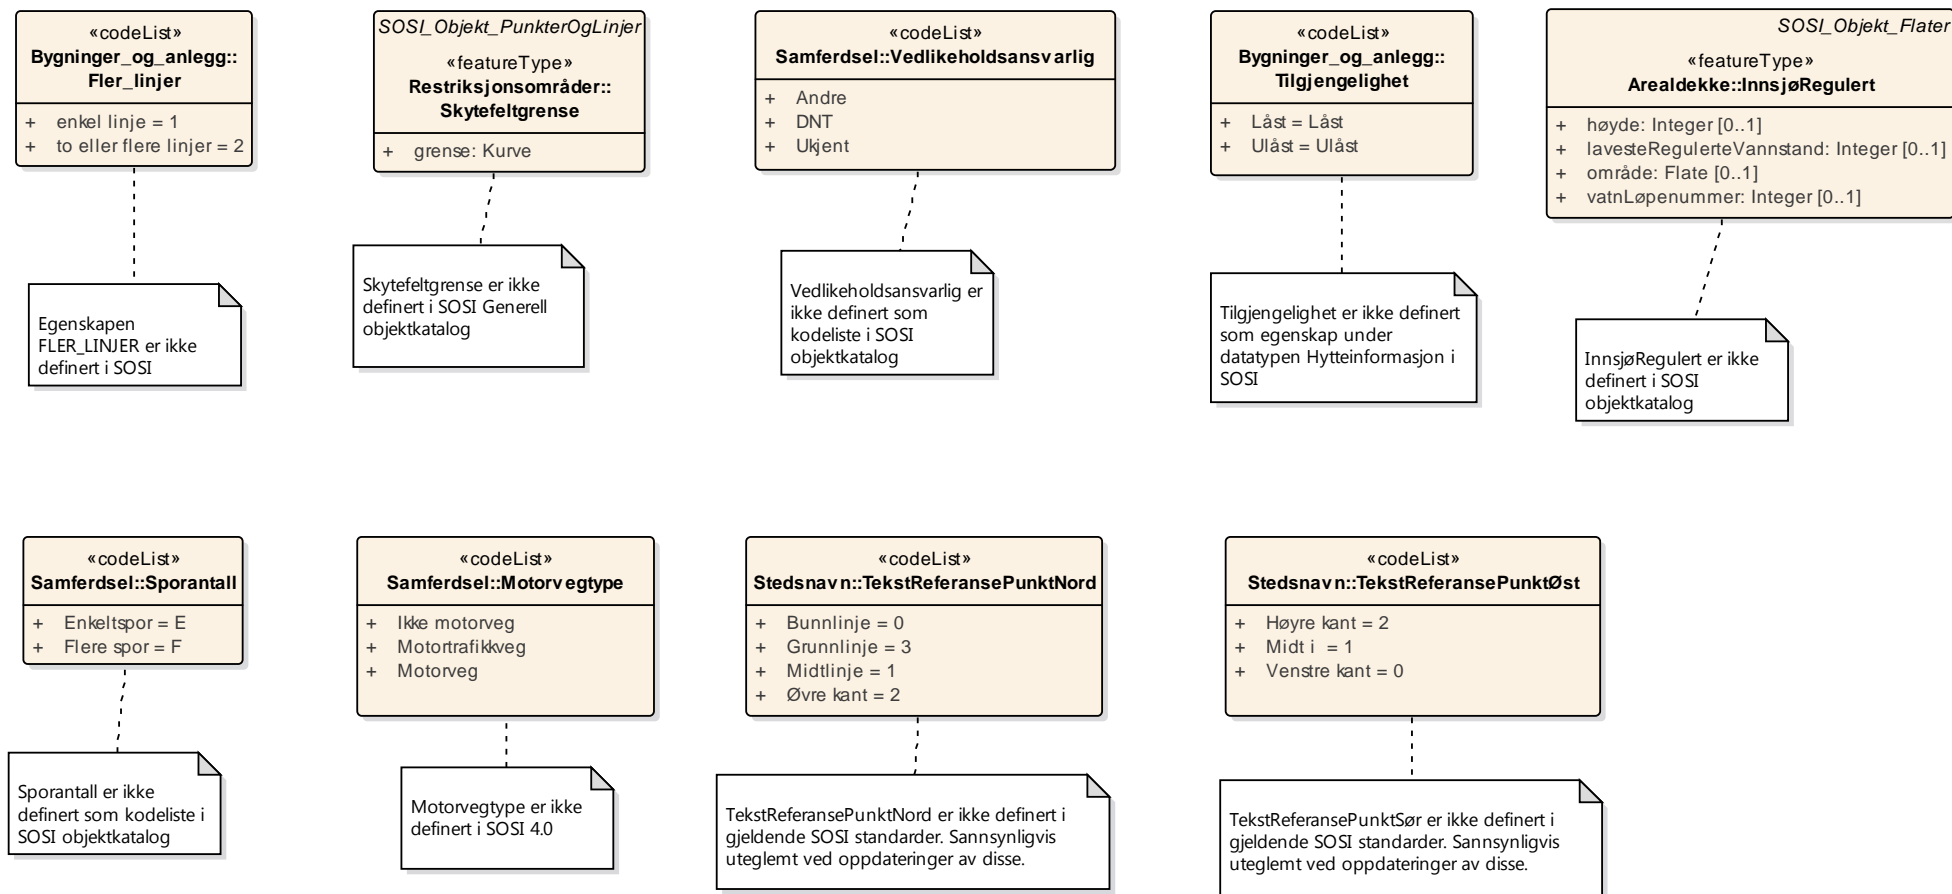 «codeList»
Bygninger_og_anlegg::
Fler_linjer
+ enkel linje = 1
+ to eller flere linjer = 2
Egenskapen
FLER_LINJER er ikke
definert i SOSI
SOSI_Objekt_PunkterOgLinjer
«featureType»
Restriksjonsområder::
Skytefeltgrense
+ grense: Kurve
Skytefeltgrense er ikke
definert i SOSI Generell
objektkatalog
«codeList»
Samferdsel::Vedlikeholdsansvarlig
+ Andre
+ DNT
+ Ukjent
Vedlikeholdsansvarlig er
ikke definert som
kodeliste i SOSI
objektkatalog
«codeList»
Bygninger_og_anlegg::
Tilgjengelighet
+ Låst = Låst
+ Ulåst = Ulåst
Tilgjengelighet er ikke definert
som egenskap under
datatypen Hytteinformasjon i
SOSI
SOSI_Objekt_Flater
«featureType»
Arealdekke::InnsjøRegulert
+ høyde: Integer [0..1]
+ lavesteRegulerteVannstand: Integer [0..1]
+ område: Flate [0..1]
+ vatnLøpenummer: Integer [0..1]
InnsjøRegulert er ikke
definert i SOSI
objektkatalog
«codeList»
Samferdsel::Sporantall
+ Enkeltspor = E
+ Flere spor = F
Sporantall er ikke
definert som kodeliste i
SOSI objektkatalog
«codeList»
Samferdsel::Motorvegtype
+ Ikke motorveg
+ Motortrafikkveg
+ Motorveg
Motorvegtype er ikke
definert i SOSI 4.0
«codeList»
Stedsnavn::TekstReferansePunktNord
+ Bunnlinje = 0
+ Grunnlinje = 3
+ Midtlinje = 1
+ Øvre kant = 2
TekstReferansePunktNord er ikke definert i
gjeldende SOSI standarder. Sannsynligvis
uteglemt ved oppdateringer av disse.
«codeList»
Stedsnavn::TekstReferansePunktØst
+ Høyre kant = 2
+ Midt i = 1
+ Venstre kant = 0
TekstReferansePunktSør er ikke definert i
gjeldende SOSI standarder. Sannsynligvis
uteglemt ved oppdateringer av disse.